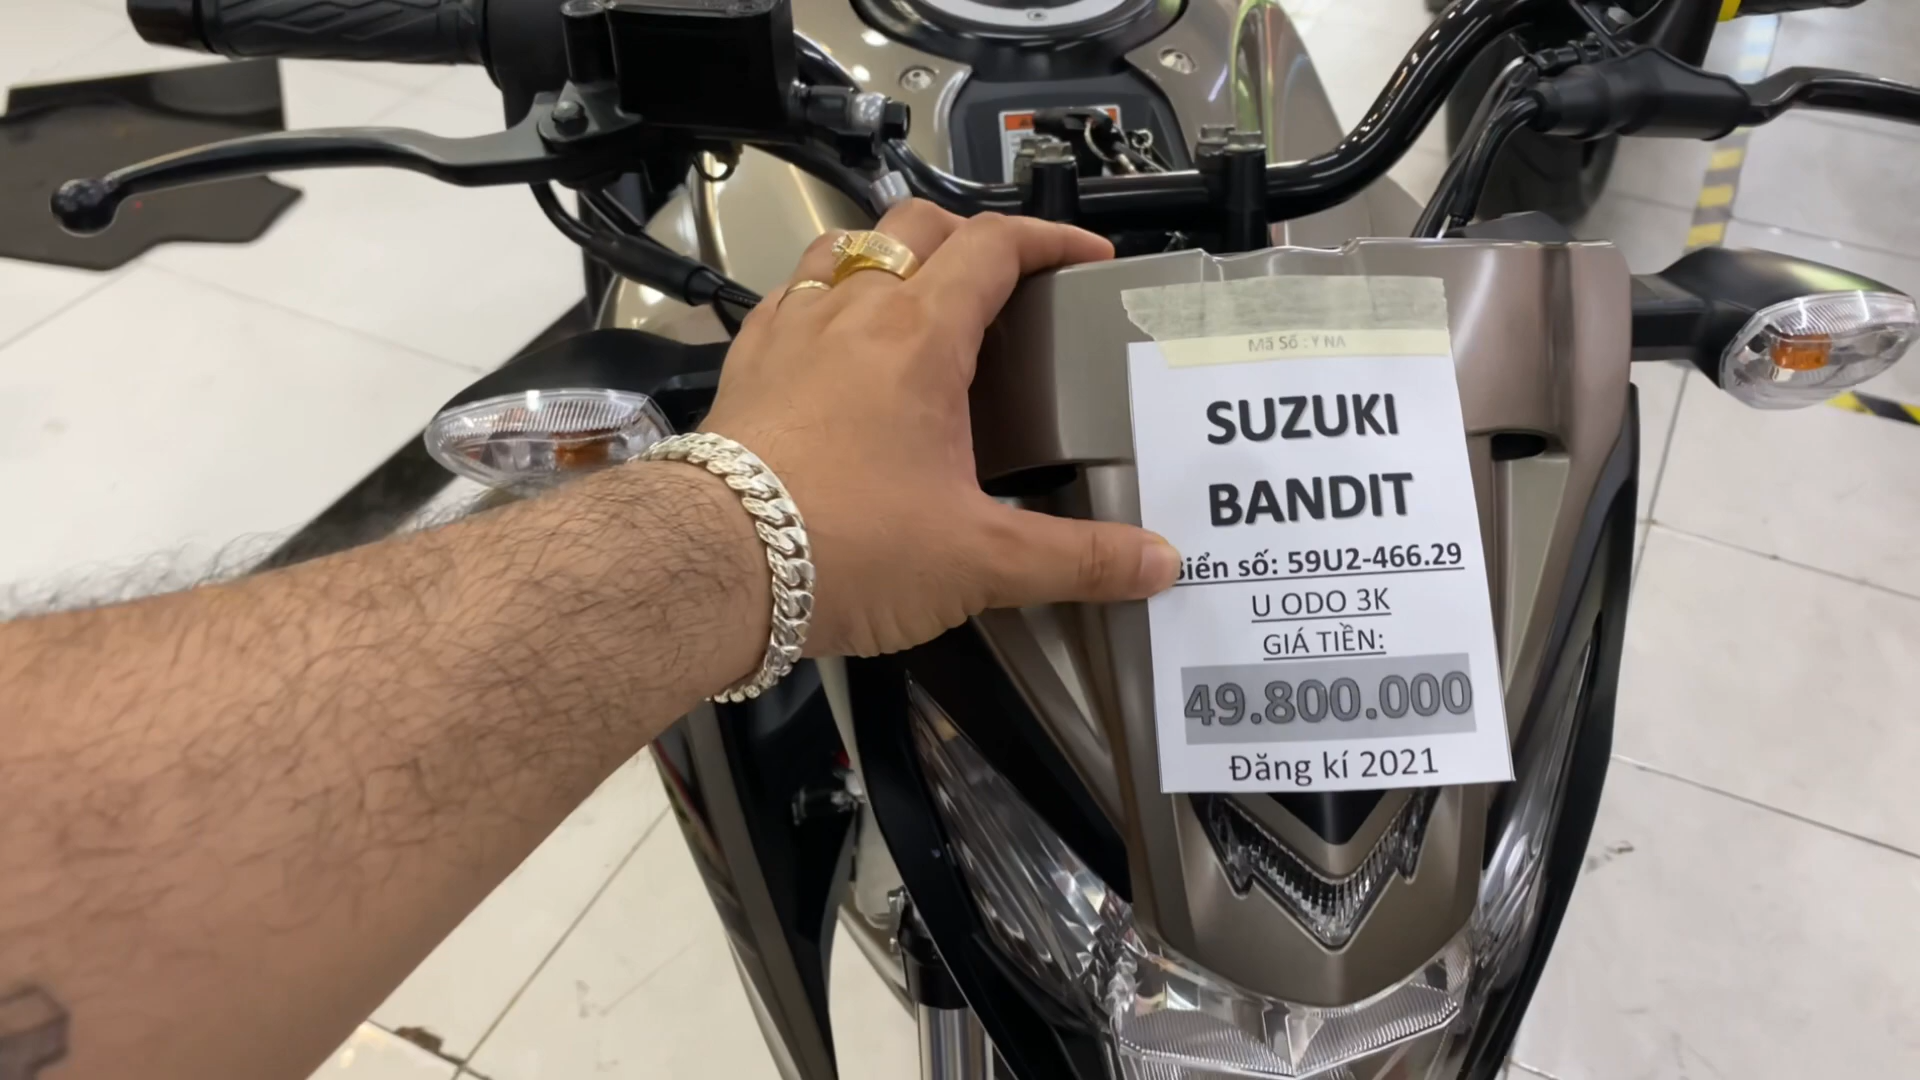 Mã Số : Y NA
SUZUKI
BANDIT
Biển số: 59U2-466.29
U ODO 3K
GIÁ TIỀN:
49.800.000
Đăng kí 2021